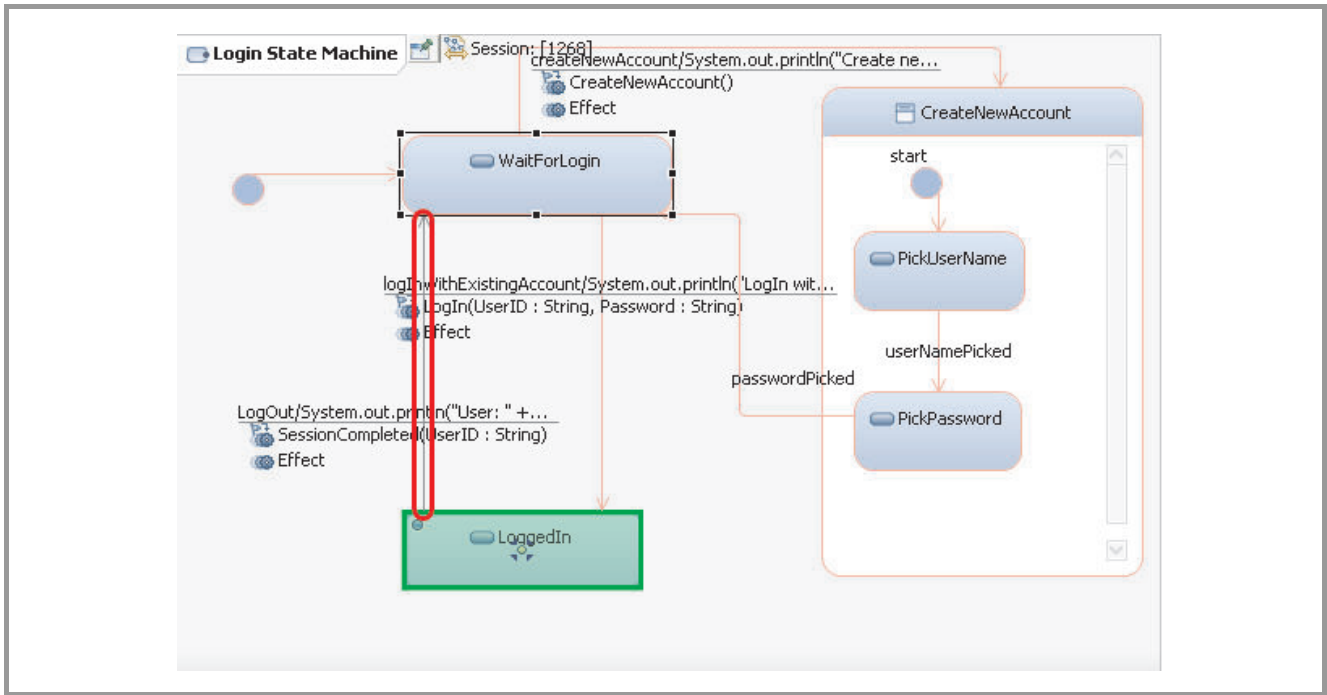 Login State Machine
Session: [1268]
createNewAccount/System.out.println("Create ne...
CreateNewAccount()
Effect
CreateNewAccount
WaitForLogin
start
PickUserName
logInwithExistingAccount/System.out.println("LogIn wit...
LogIn(UserID : String, Password : String)
Effect
userNamePicked
passwordPicked
LogOut/System.out.println("User: " +...
SessionCompleted(UserID : String)
Effect
PickPassword
LoggedIn